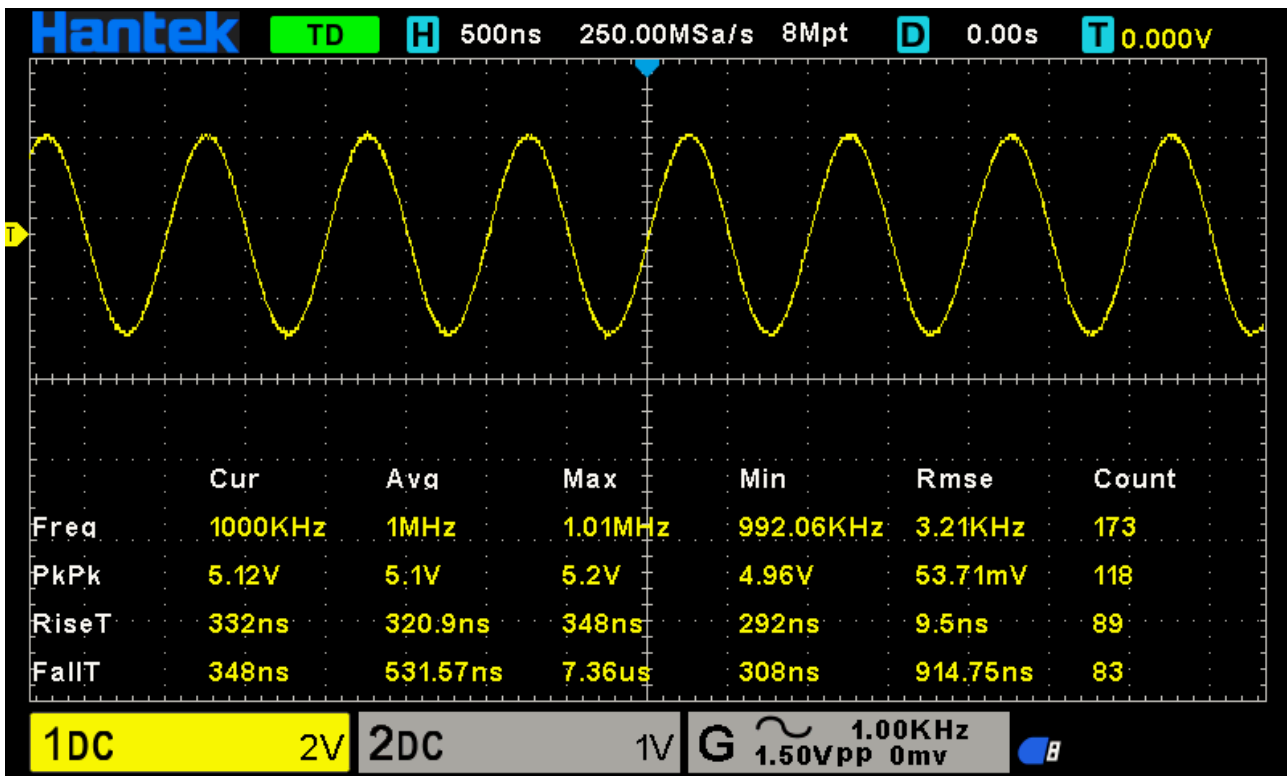 Hantek TD H 500ns 250.00MSa/s 8Mpt D 0.00s T 0.000V
T
Cur Avg Max Min Rmse Count
Freq 1000KHz 1MHz 1.01MHz 992.06KHz 3.21KHz 173
PkPk 5.12V 5.1V 5.2V 4.96V 53.71mV 118
RiseT 332ns 320.9ns 348ns 292ns 9.5ns 89
FallT 348ns 531.57ns 7.36us 308ns 914.75ns 83
1DC 2V 2DC 1V G 1.00KHz
1.50Vpp 0mv